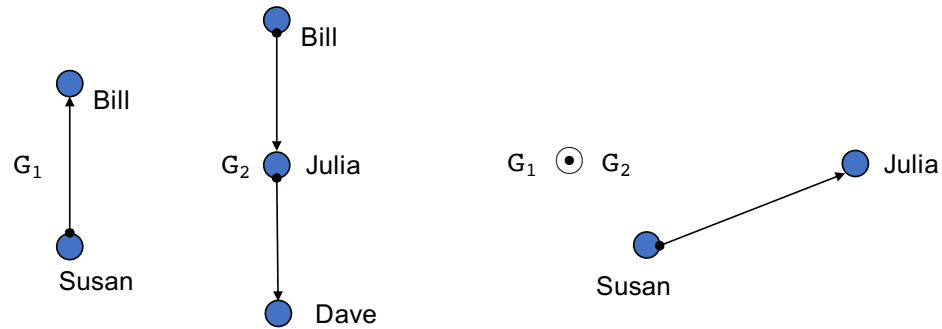 Bill
G₁
Susan
Bill
G₂ Julia
Dave
G₁ ⊙ G₂
Julia
Susan